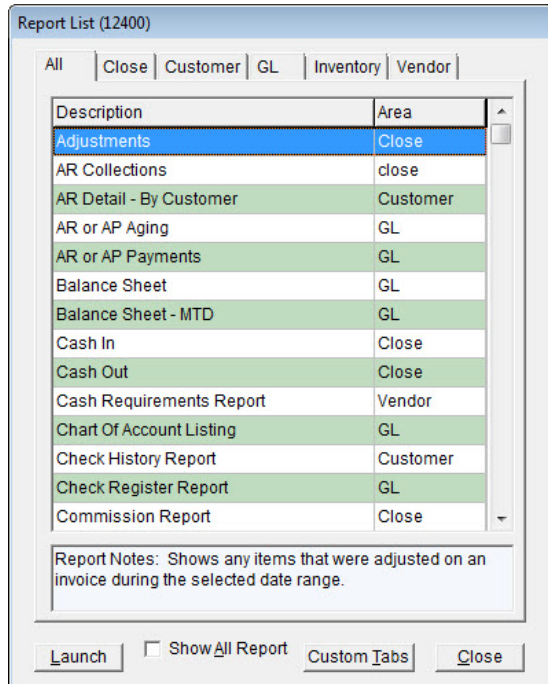 Report List (12400)
All Close Customer GL Inventory Vendor
Description Area
Adjustments Close
AR Collections close
AR Detail - By Customer Customer
AR or AP Aging GL
AR or AP Payments GL
Balance Sheet GL
Balance Sheet - MTD GL
Cash In Close
Cash Out Close
Cash Requirements Report Vendor
Chart Of Account Listing GL
Check History Report Customer
Check Register Report GL
Commission Report Close
Report Notes: Shows any items that were adjusted on an
invoice during the selected date range.
Launch Show All Report Custom Tabs Close